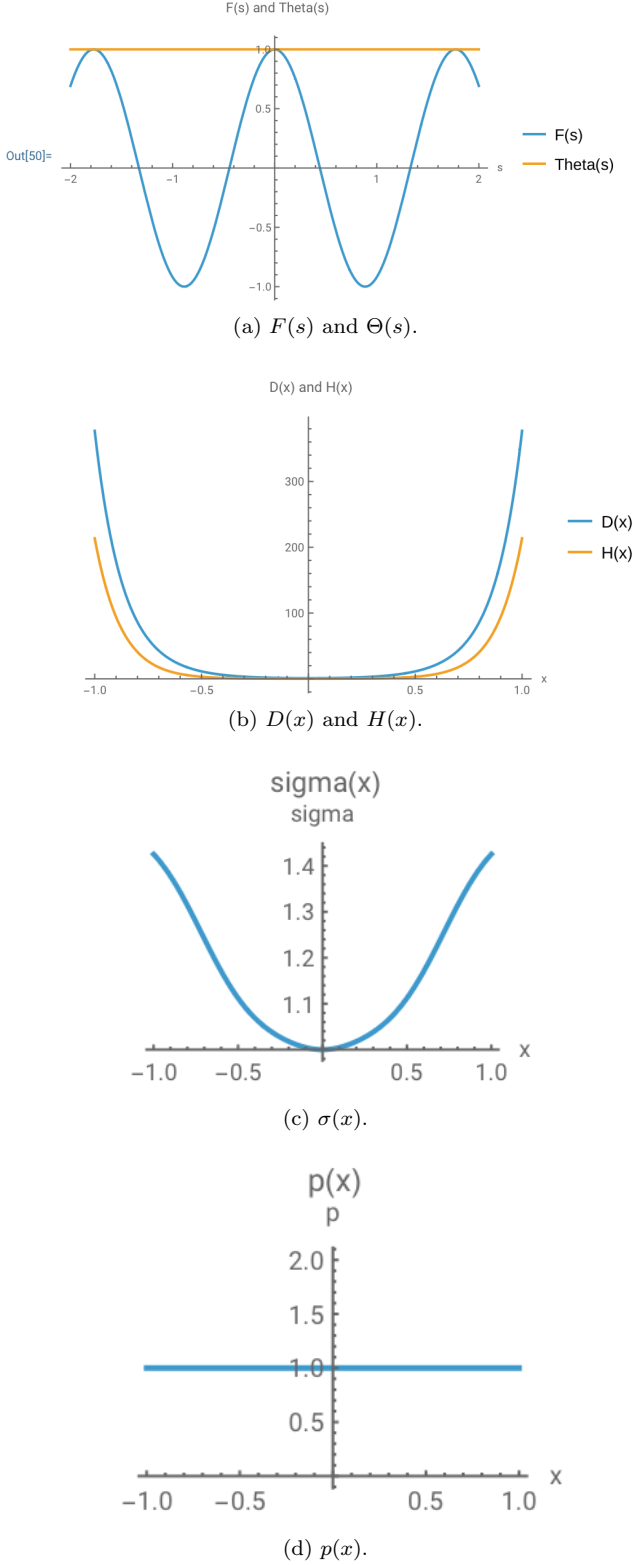 F(s) and Theta(s)
1.0
0.5
Out[50]=
−2
−1
1
2
s
−0.5
−1.0
F(s)
Theta(s)
(a) F(s) and Θ(s).
D(x) and H(x)
300
200
100
−1.0
−0.5
0.5
1.0
x
D(x)
H(x)
(b) D(x) and H(x).
sigma(x)
sigma
1.4
1.3
1.2
1.1
−1.0
−0.5
0.5
1.0
x
(c) σ(x).
p(x)
p
2.0
1.5
1.0
0.5
−1.0
−0.5
0.5
1.0
x
(d) p(x).